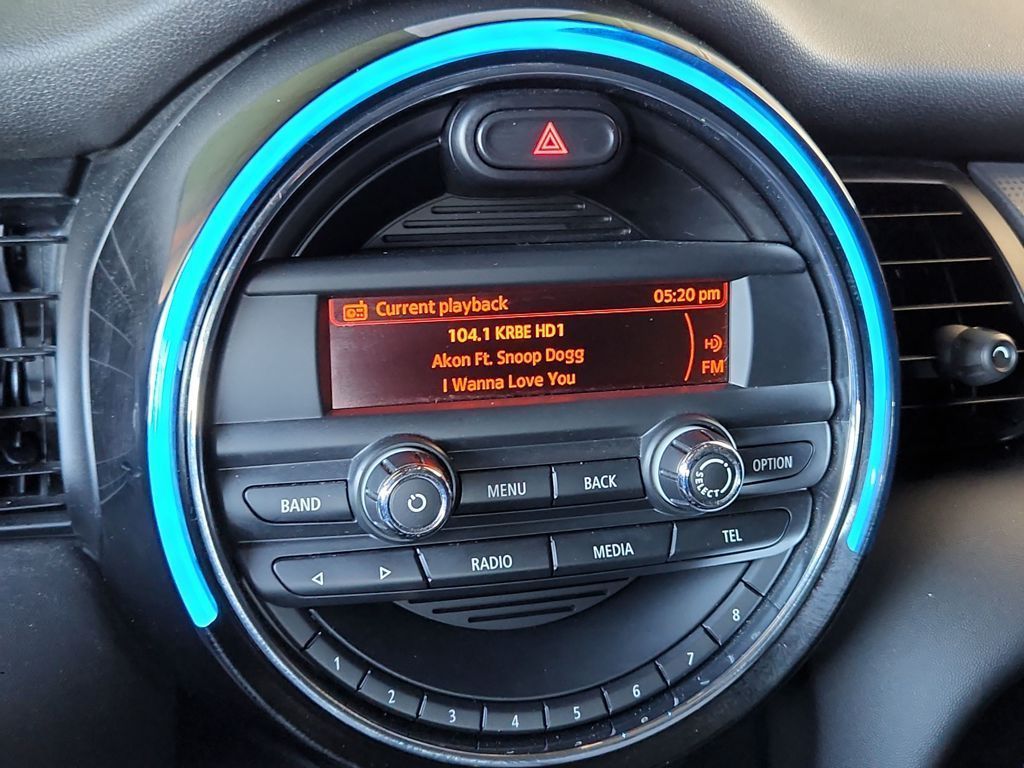 Current playback 05:20 pm
104.1 KRBE HD1
Akon Ft. Snoop Dogg
I Wanna Love You
HD
FM
BAND
MENU
BACK
SELECT
OPTION
RADIO
MEDIA
TEL
1
2
3
4
5
6
7
8